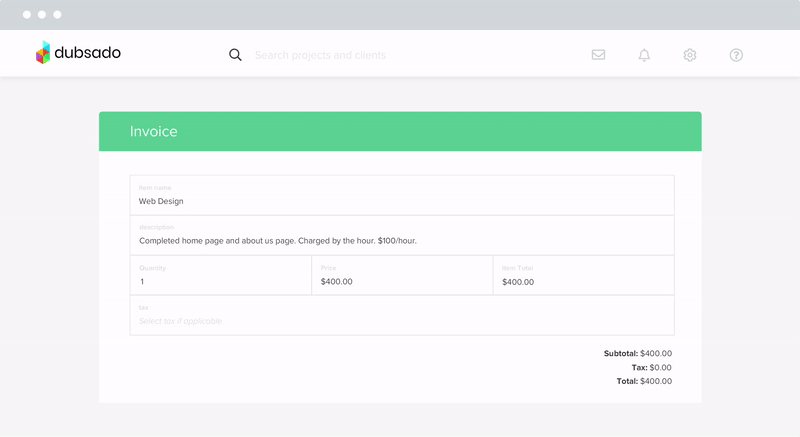 dubsado
Search projects and clients
Invoice
item name
Web Design
description
Completed home page and about us page. Charged by the hour. $100/hour.
Quantity Price Item Total
1 $400.00 $400.00
tax
Select tax if applicable
Subtotal: $400.00
Tax: $0.00
Total: $400.00